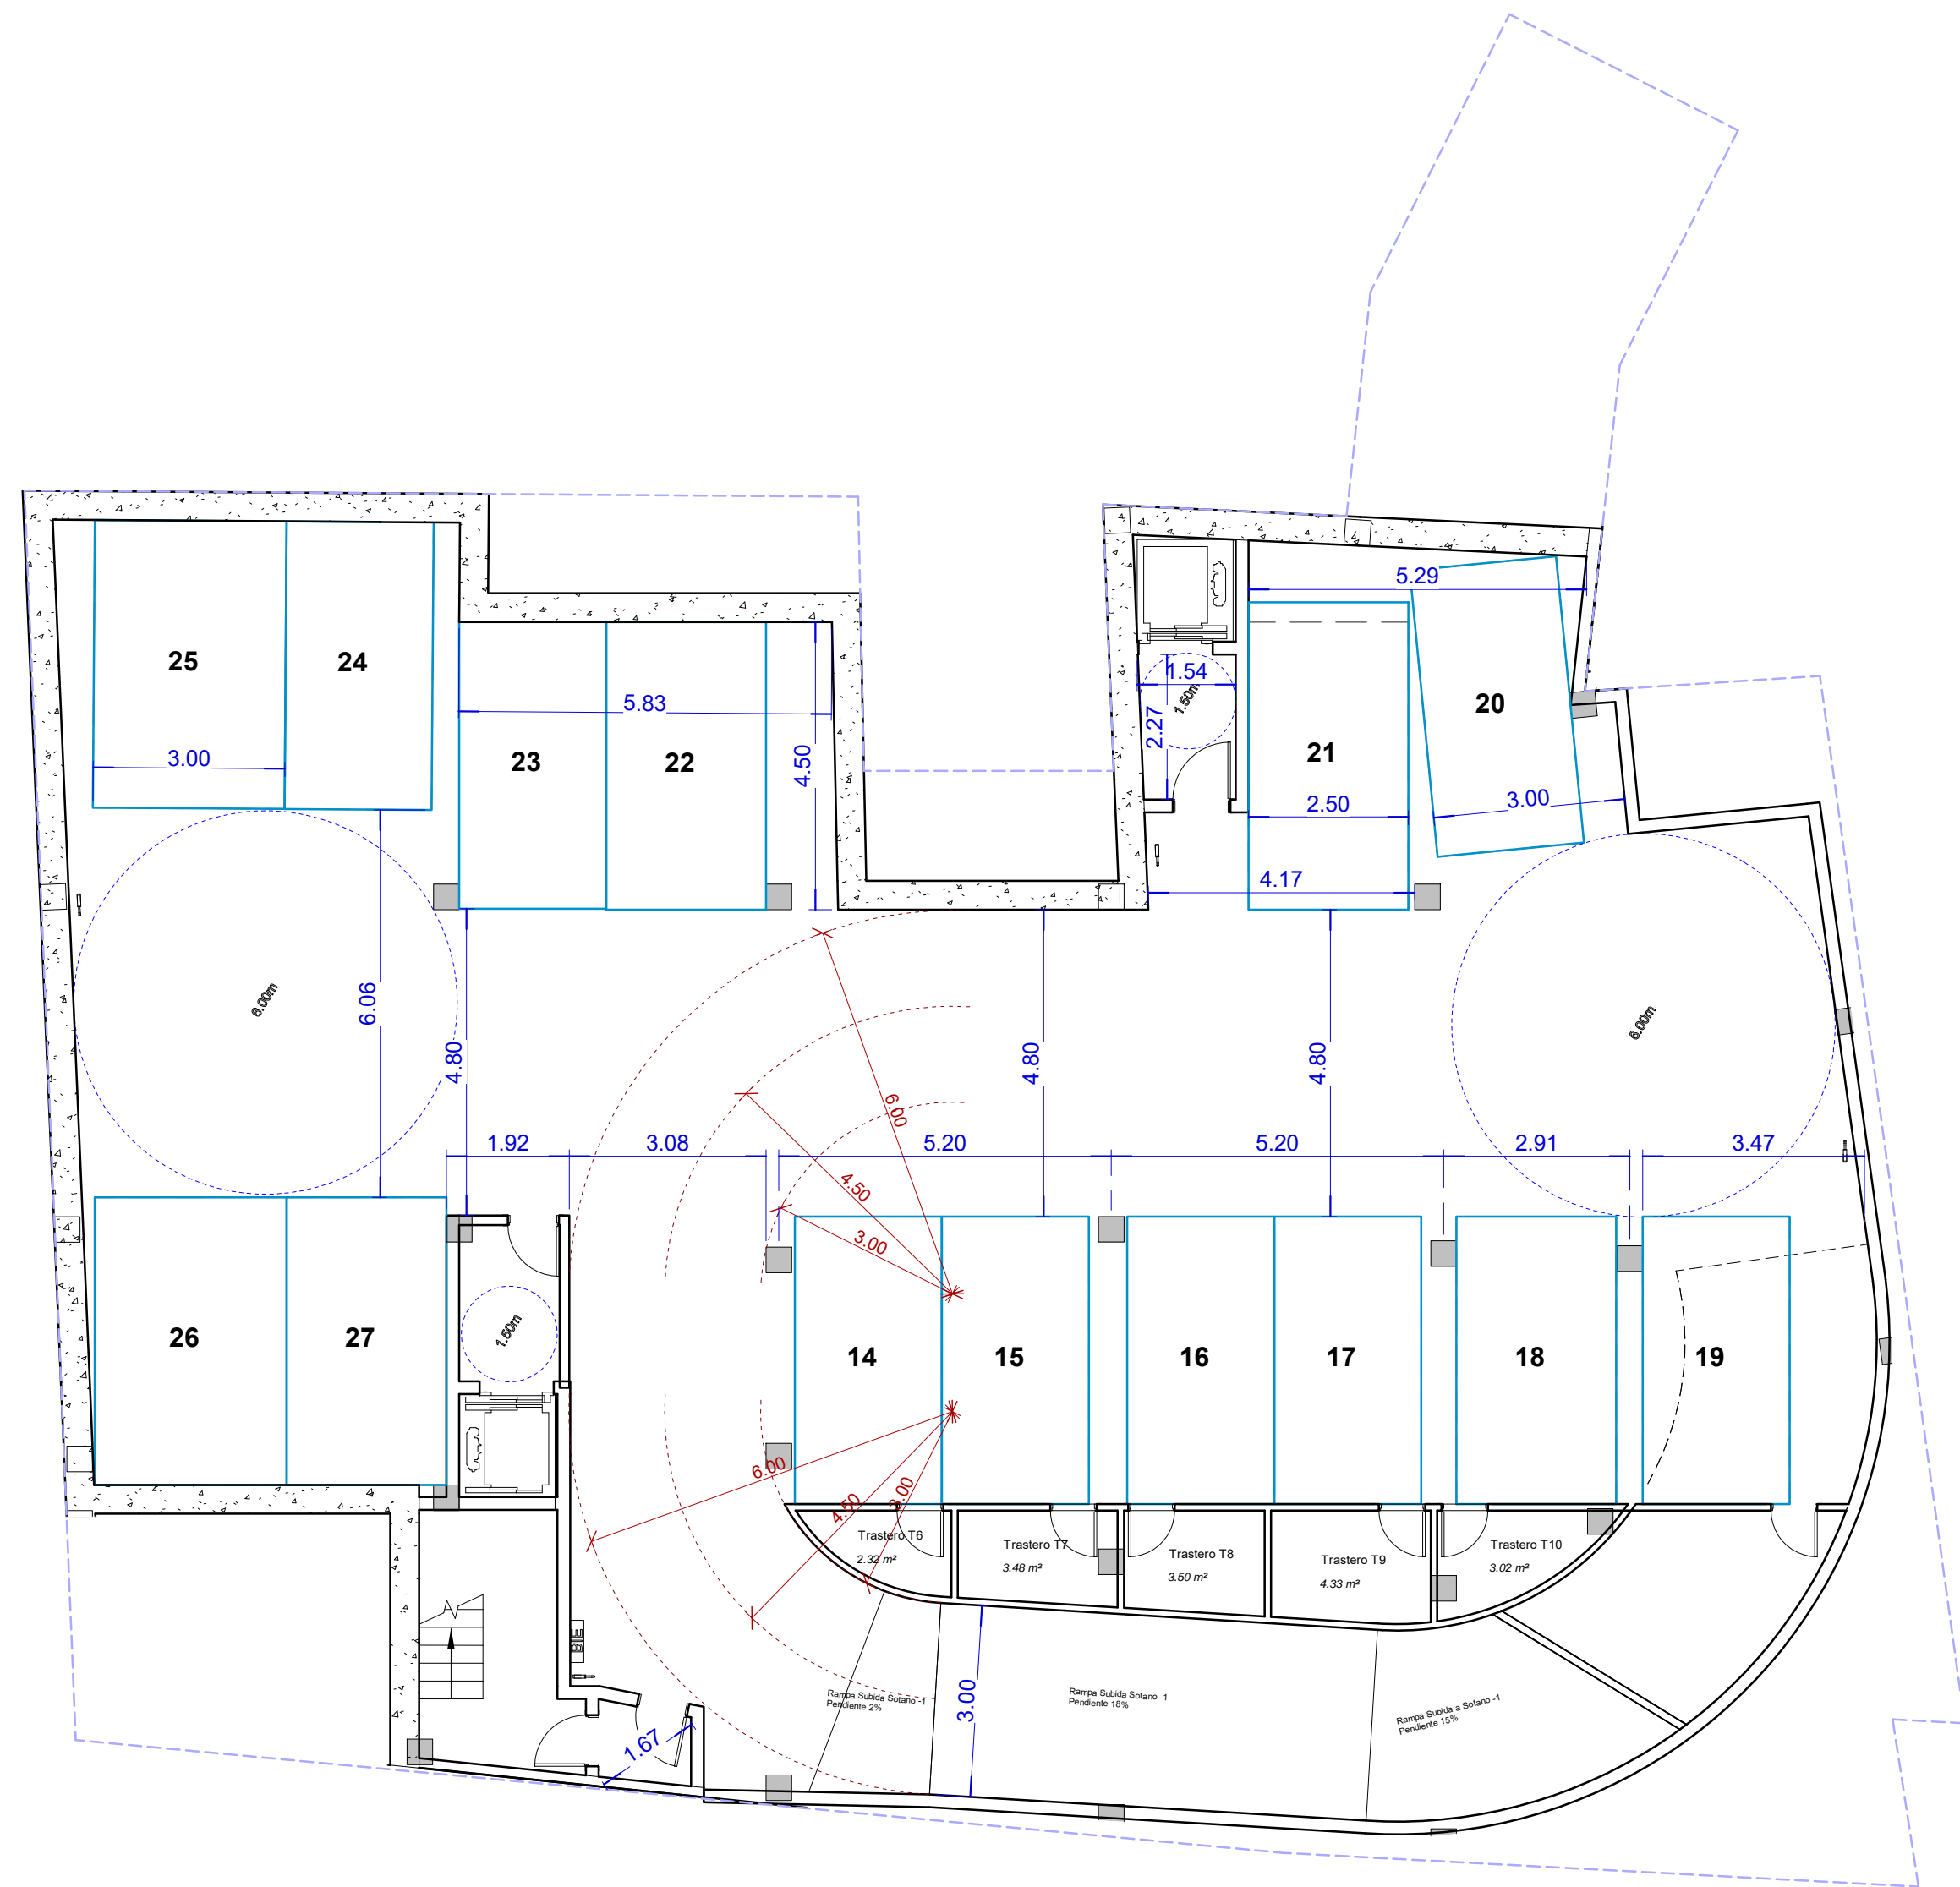 5.29
25
24
1.54
1.50m
20
5.83
2.27
23
22
4.50
21
3.00
2.50
3.00
4.17
6.00m
6.06
4.80
4.80
4.80
6.00m
6.00
1.92
3.08
5.20
5.20
2.91
3.47
4.50
3.00
26
27
1.50m
14
15
16
17
18
19
6.00
4.50
3.00
Trastero T6
2.32 m²
Trastero T7
3.48 m²
Trastero T8
3.50 m²
Trastero T9
4.33 m²
Trastero T10
3.02 m²
BE
Rampa Subida Sotano -1
Pendiente 2%
3.00
Rampa Subida Sotano -1
Pendiente 18%
Rampa Subida a Sotano -1
Pendiente 15%
1.67